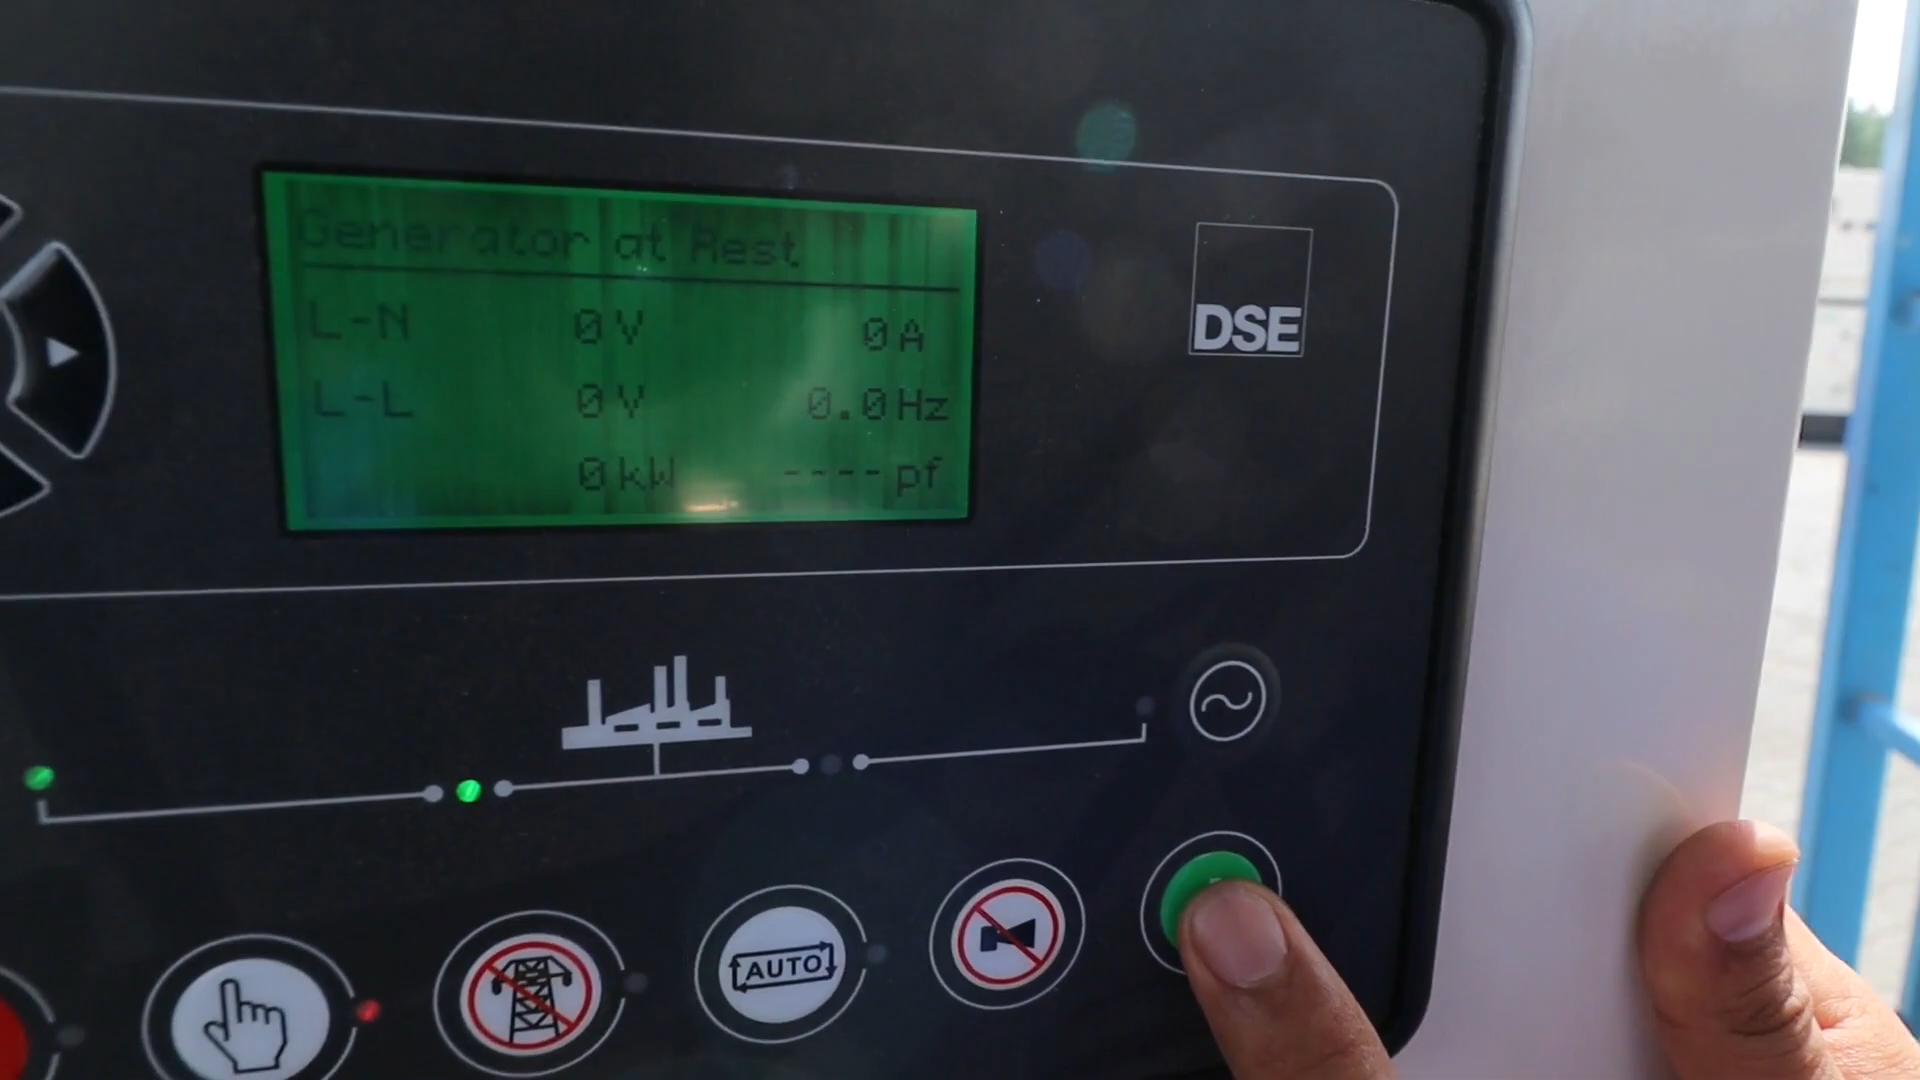 Generator at Rest
L-N 0V 0A
L-L 0V 0.0Hz
0kW ----pf
DSE
AUTO